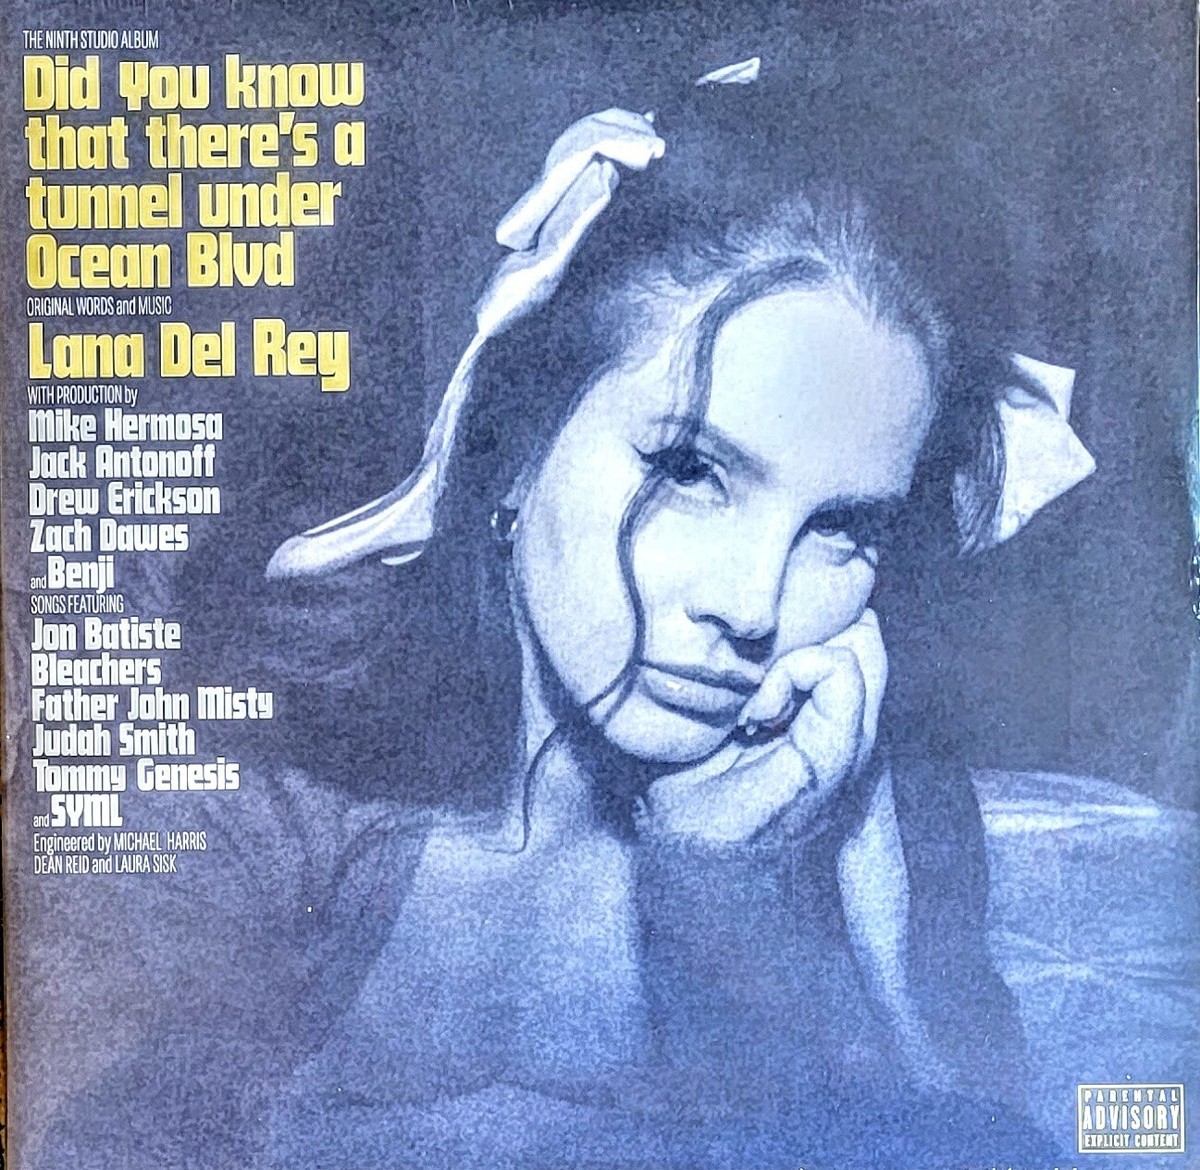 THE NINTH STUDIO ALBUM
Did you know
that there's a
tunnel under
Ocean Blvd
ORIGINAL WORDS and MUSIC
Lana Del Rey
WITH PRODUCTION by
Mike Hermosa
Jack Antonoff
Drew Erickson
Zach Dawes
and Benji
SONGS FEATURING
Jon Batiste
Bleachers
Father John Misty
Judah Smith
Tommy Genesis
and SYML
Engineered by MICHAEL HARRIS
DEAN REID and LAURA SISK
PARENTAL
ADVISORY
EXPLICIT CONTENT